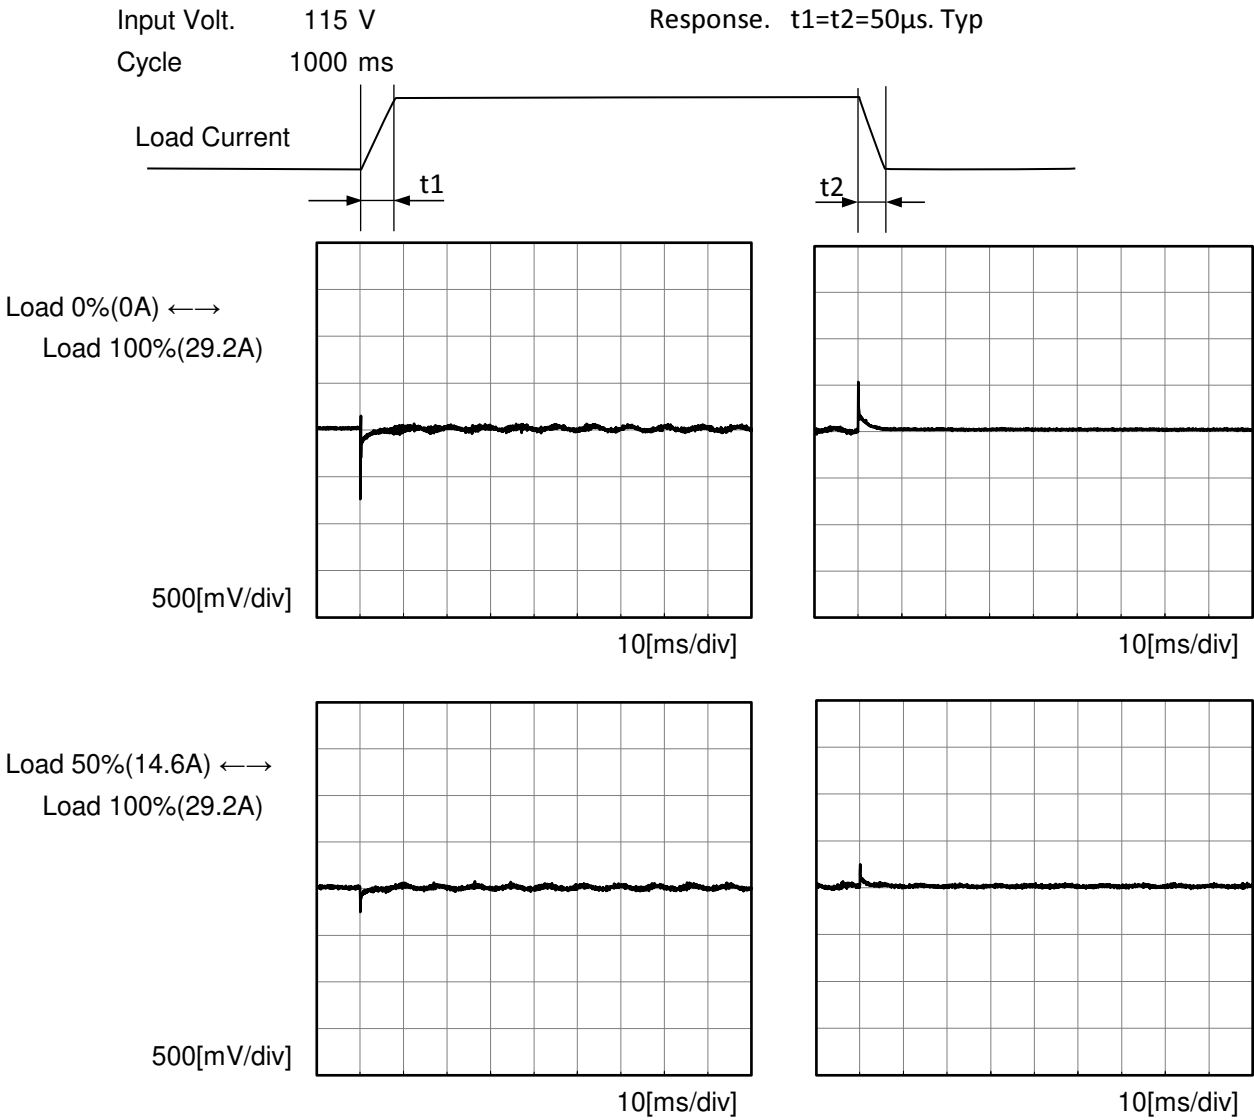 Input Volt. 115 V Response. t1=t2=50µs. Typ
Cycle 1000 ms
Load Current
t1
t2
Load 0%(0A) ←→
Load 100%(29.2A)
500[mV/div]
10[ms/div]
10[ms/div]
Load 50%(14.6A) ←→
Load 100%(29.2A)
500[mV/div]
10[ms/div]
10[ms/div]